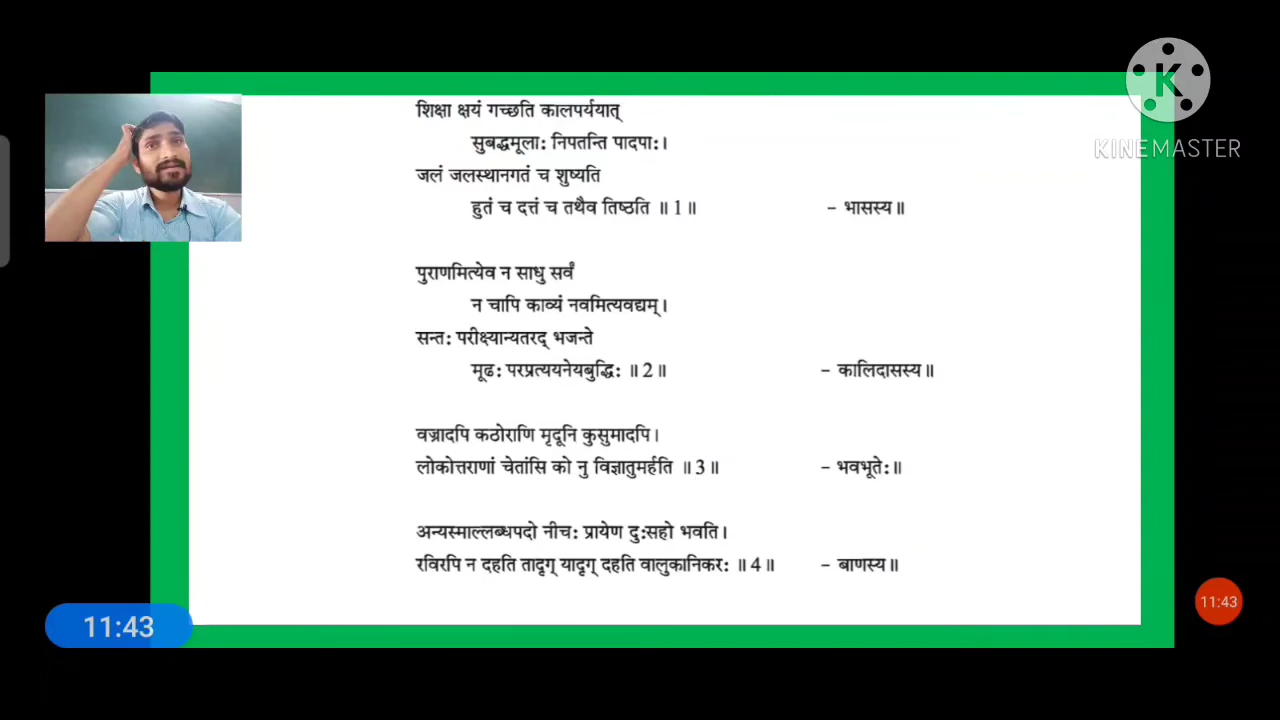 शिक्षा क्षयं गच्छति कालपर्ययात्
सुबद्धमूलाः निपतन्ति पादपाः।
जलं जलस्थानगतं च शुष्यति
हुतं च दत्तं च तथैव तिष्ठति ॥1॥ – भासस्य॥
पुराणमित्येव न साधु सर्वं
न चापि काव्यं नवमित्यवद्यम्।
सन्तः परीक्ष्यान्यतरद् भजन्ते
मूढः परप्रत्ययनेयबुद्धिः ॥2॥ – कालिदासस्य॥
वज्रादपि कठोराणि मृदूनि कुसुमादपि।
लोकोत्तराणां चेतांसि को नु विज्ञातुमर्हति ॥3॥ – भवभूतेः॥
अन्यस्माल्लब्धपदो नीचः प्रायेण दुःसहो भवति।
रविरपि न दहति तादृग् यादृग् दहति वालुकानिकरः ॥4॥ – बाणस्य॥
K
KINEMASTER
11:43
11:43